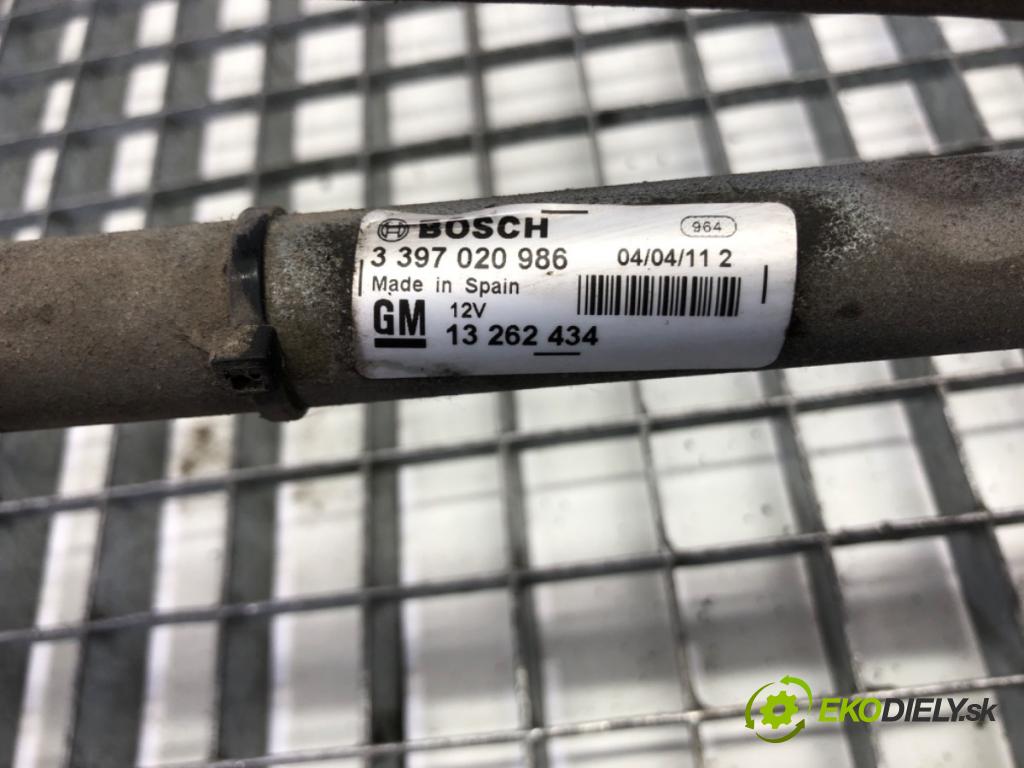 BOSCH
964
3 397 020 986
04/04/11 2
Made in Spain
GM
12V
13 262 434
EKODIELY.sk